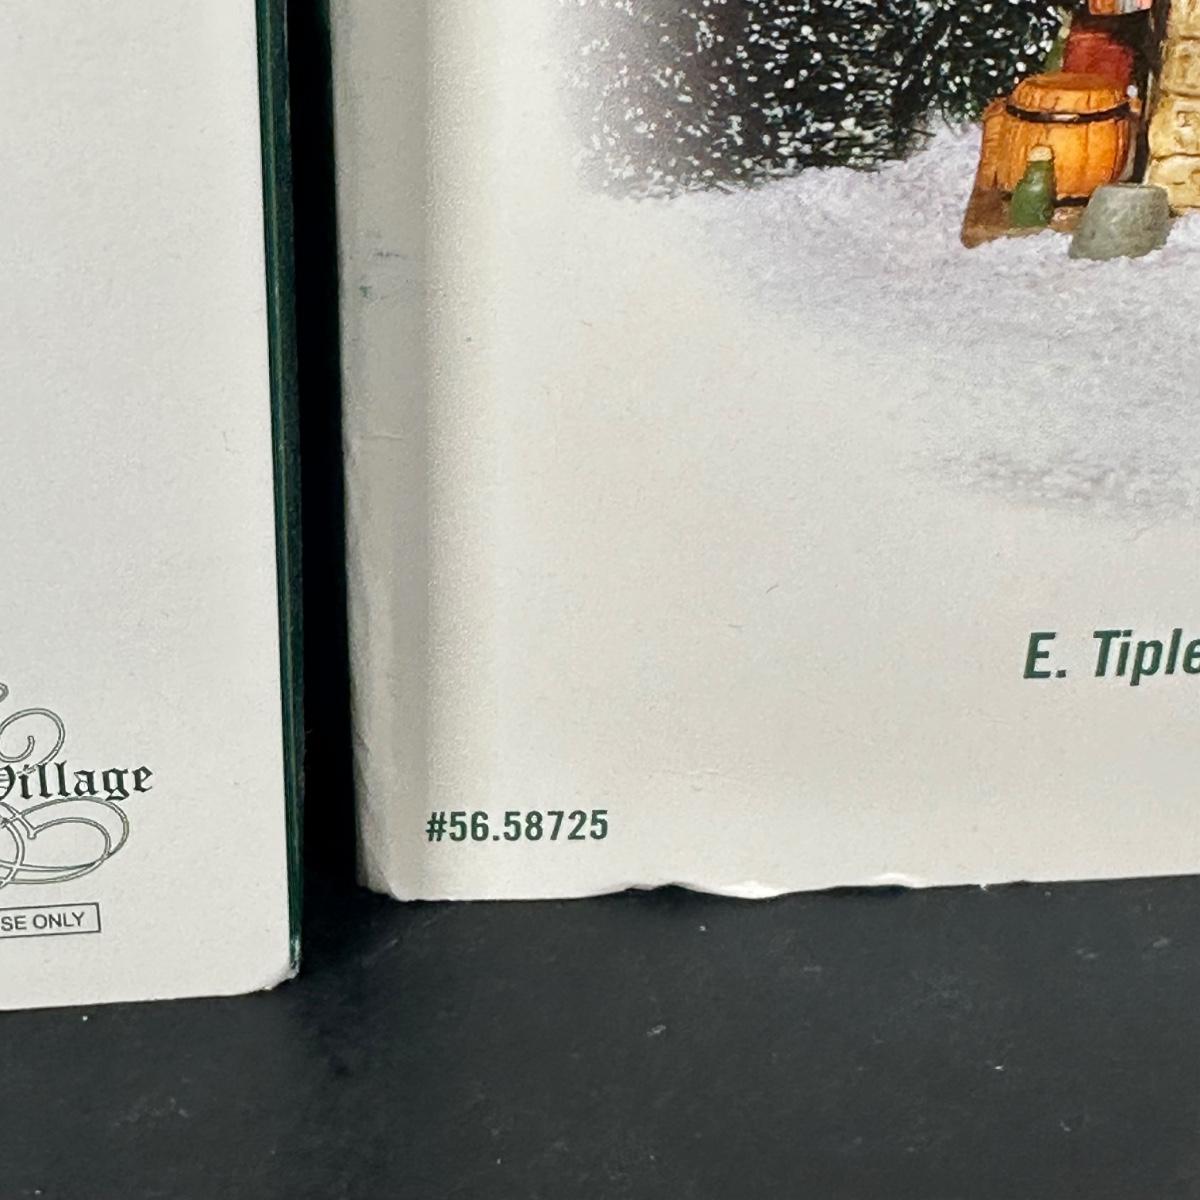 E. Tiple
Village
#56.58725
SE ONLY